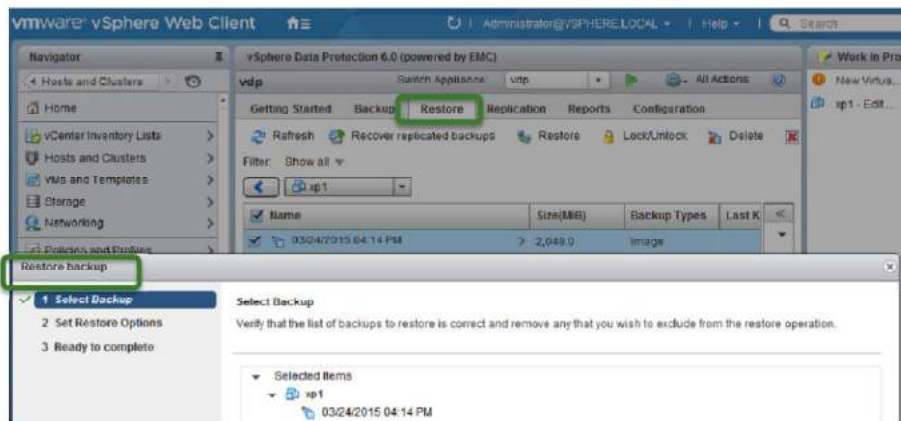 vmware® vSphere Web Client
Administrator@VSPHERE.LOCAL
Help
Search
Navigator
Hosts and Clusters
Home
vCenter Inventory Lists
Hosts and Clusters
VMs and Templates
Storage
Networking
Policies and Profiles
vSphere Data Protection 6.0 (powered by EMC)
vdp
Switch Appliance: vdp
All Actions
Getting Started Backup Restore Replication Reports Configuration
Refresh Recover replicated backups Restore Lock/Unlock Delete
Filter: Show all
xp1
Name Size(MiB) Backup Types Last K
03/24/2015 04:14 PM 2,048.0 Image
Work In Pro
New Virtua...
xp1 - Edit ...
Restore backup
1 Select Backup
2 Set Restore Options
3 Ready to complete
Select Backup
Verify that the list of backups to restore is correct and remove any that you wish to exclude from the restore operation.
Selected Items
xp1
03/24/2015 04:14 PM